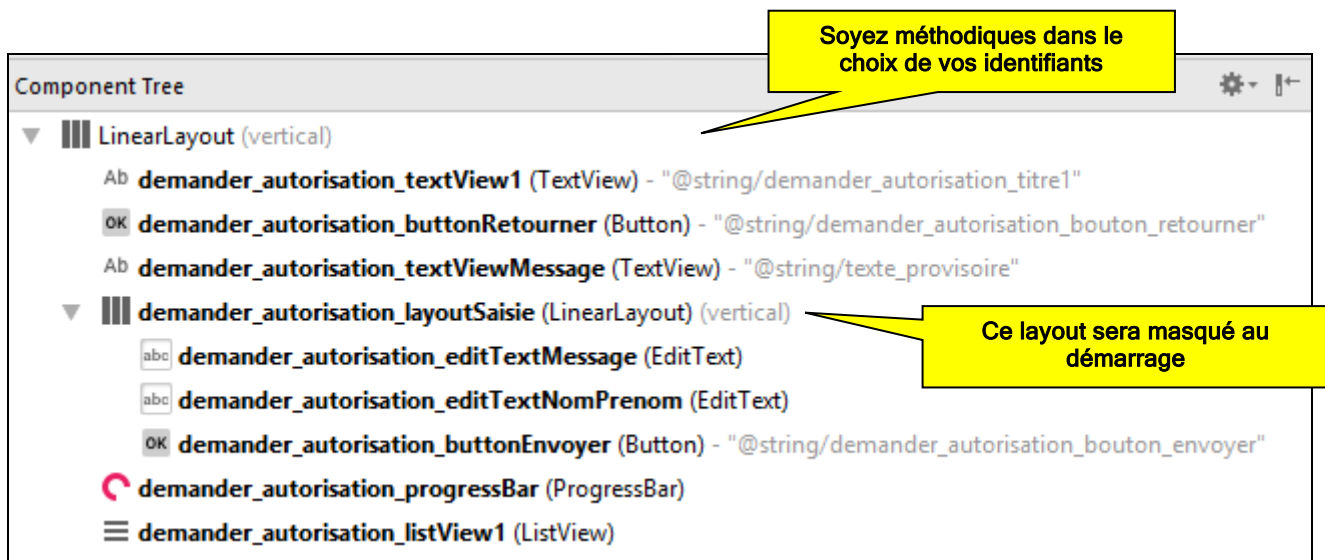 Soyez méthodiques dans le
choix de vos identifiants
Component Tree
LinearLayout (vertical)
Ab demander_autorisation_textView1 (TextView) - "@string/demander_autorisation_titre1"
OK demander_autorisation_buttonRetourner (Button) - "@string/demander_autorisation_bouton_retourner"
Ab demander_autorisation_textViewMessage (TextView) - "@string/texte_provisoire"
demander_autorisation_layoutSaisie (LinearLayout) (vertical)
Ce layout sera masqué au
démarrage
abc demander_autorisation_editTextMessage (EditText)
abc demander_autorisation_editTextNomPrenom (EditText)
OK demander_autorisation_buttonEnvoyer (Button) - "@string/demander_autorisation_bouton_envoyer"
demander_autorisation_progressBar (ProgressBar)
demander_autorisation_listView1 (ListView)